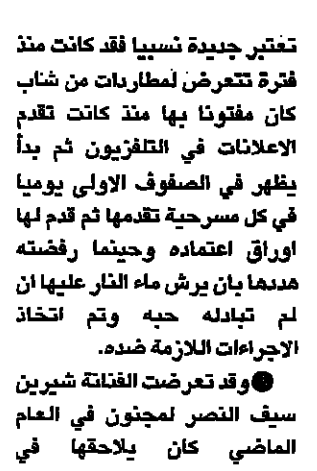 تعتبر جديدة نسبيا فقد كانت منذ
فترة تتعرض لمطاردات من شاب
كان مفتونا بها منذ كانت تقدم
الاعلانات في التلفزيون ثم بدأ
يظهر في الصفوف الاولى يوميا
في كل مسرحية تقدمها ثم قدم لها
اوراق اعتماده وحينما رفضته
هددها بان يرش ماء النار عليها ان
لم تبادله حبه وتم اتخاذ
الاجراءات اللازمة ضده.
●وقد تعرضت الفنانة شيرين
سيف النصر لمجنون في العام
الماضي كان يلاحقها في